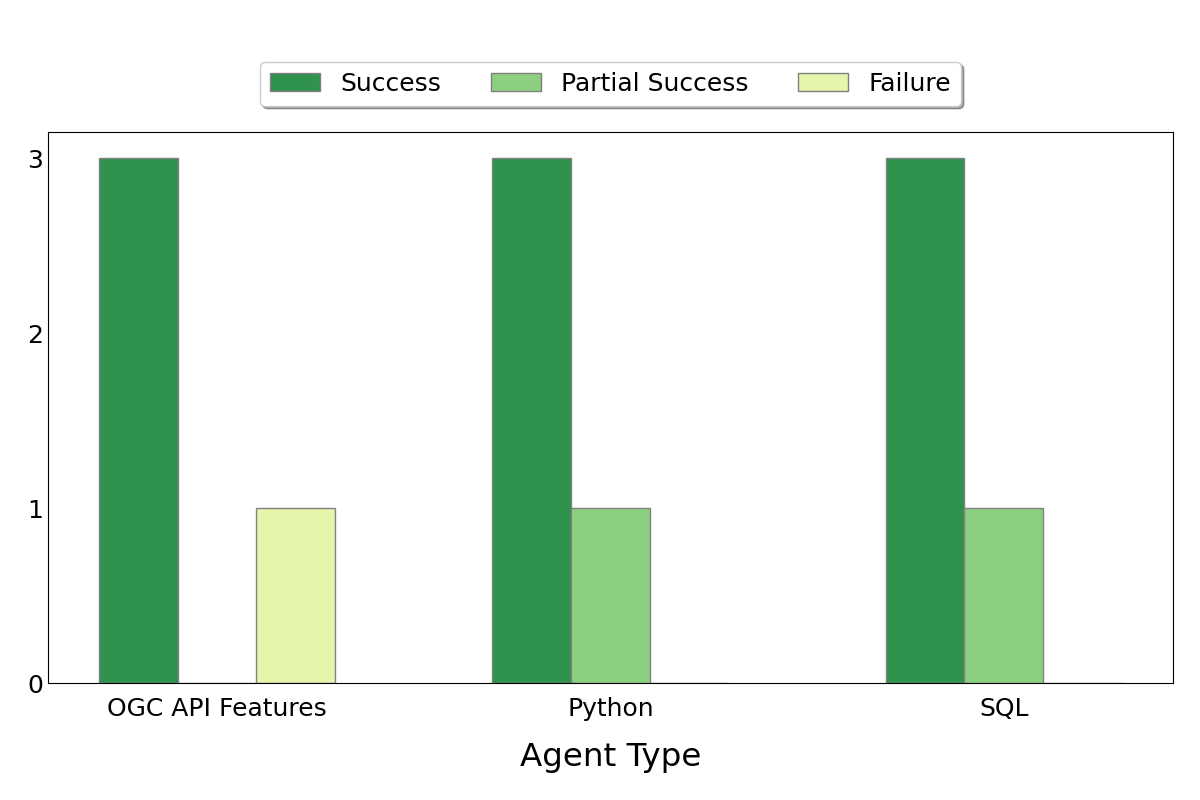 Success Partial Success Failure
3
2
1
0
OGC API Features Python SQL
Agent Type